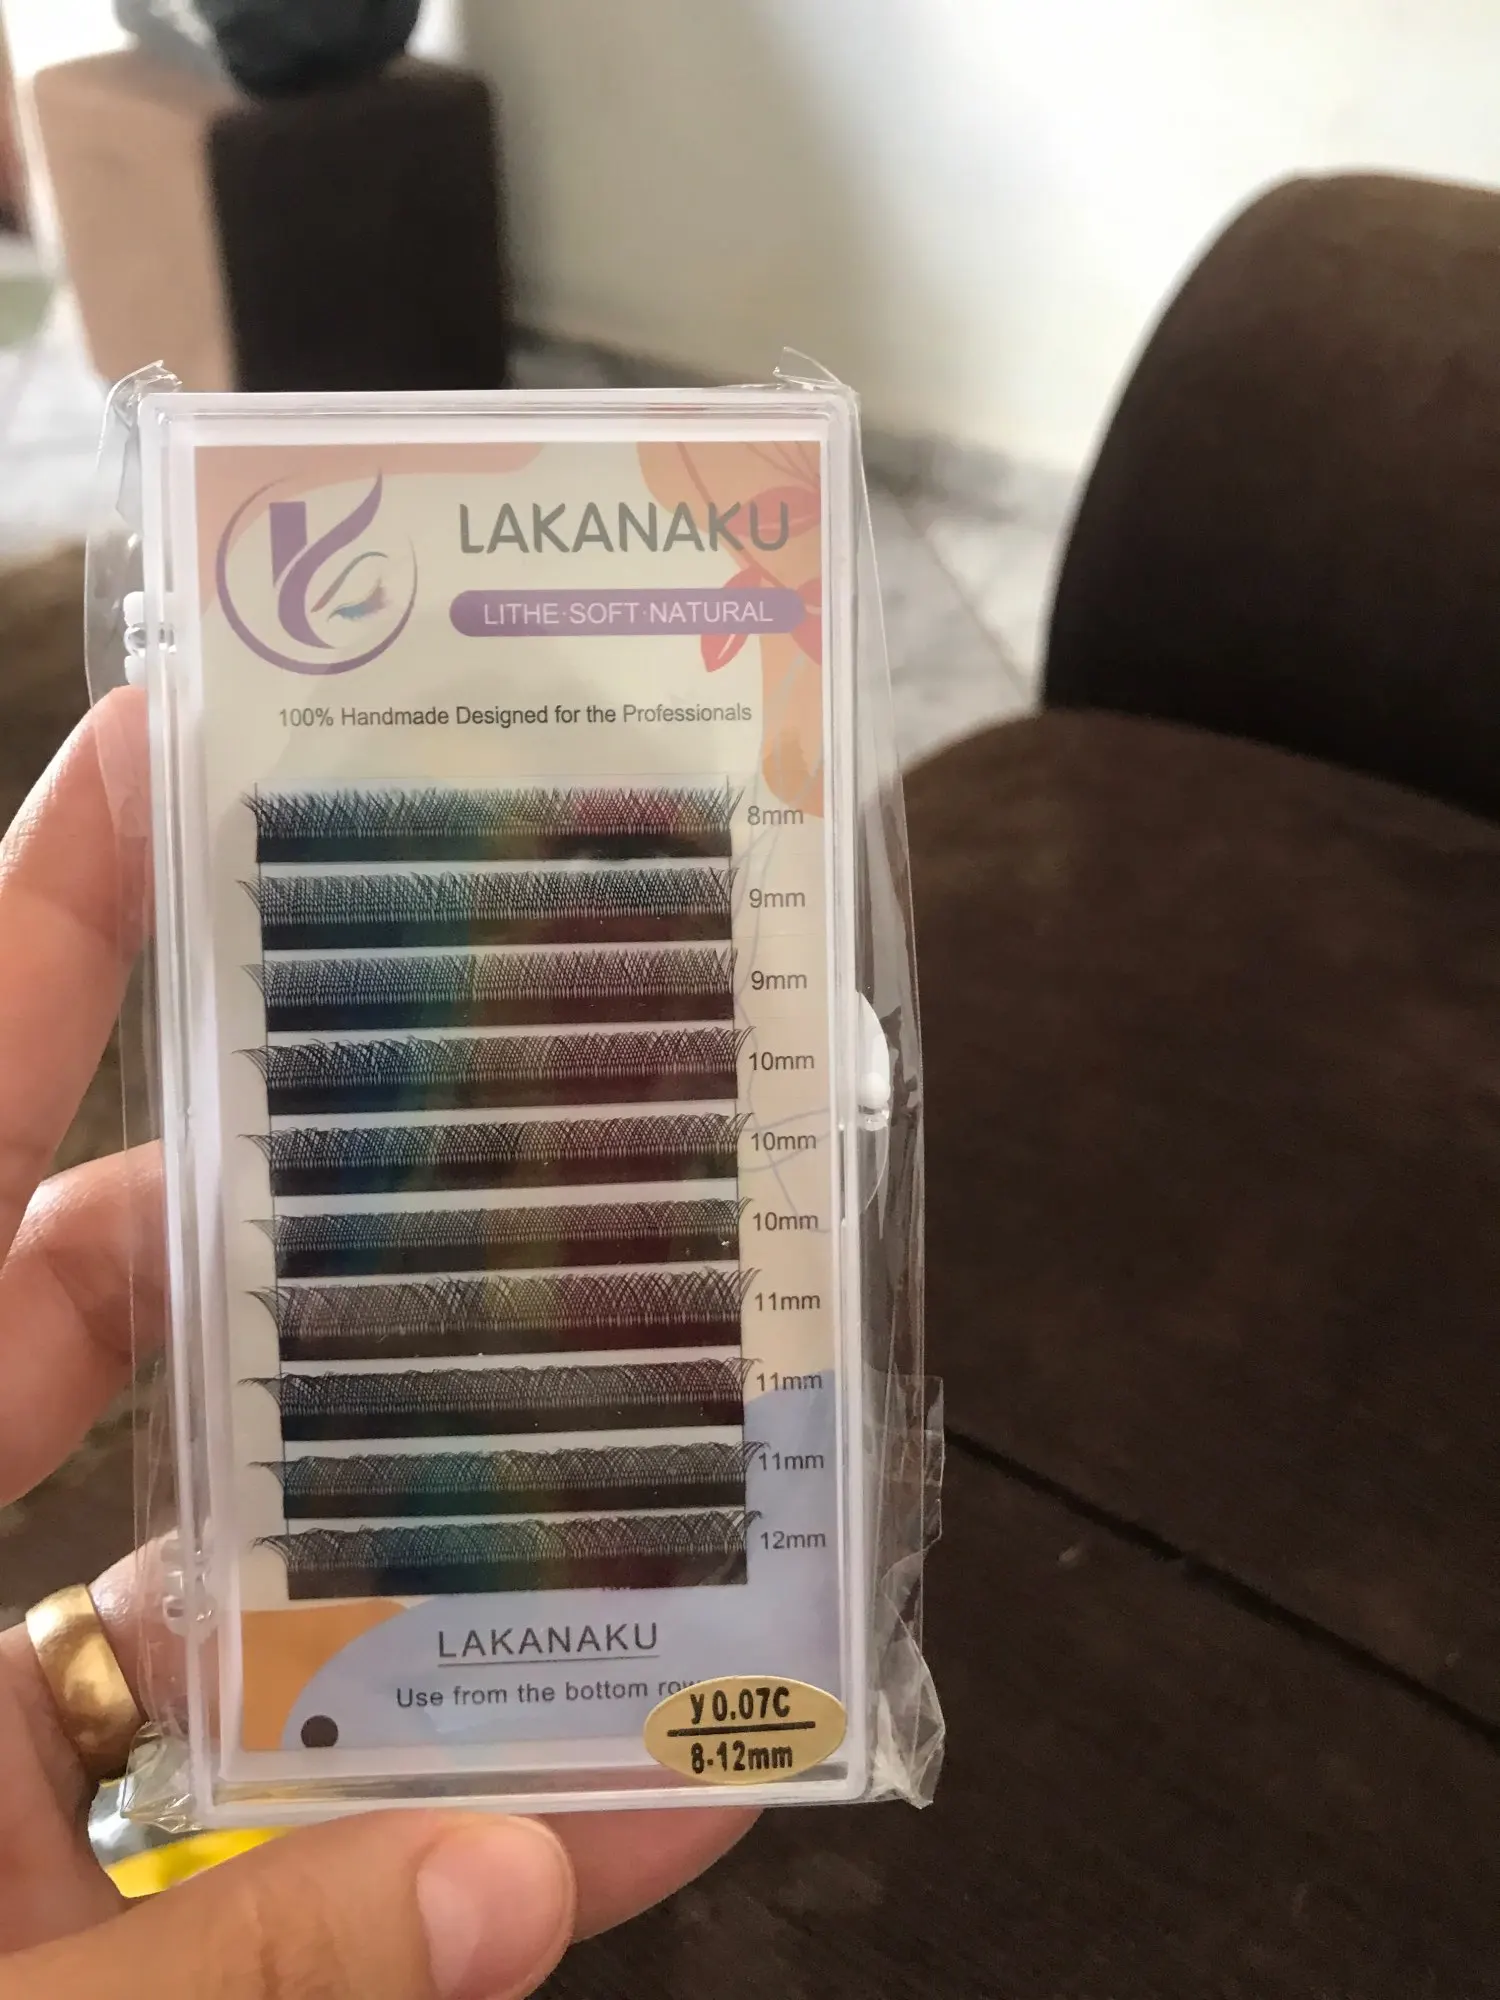 LAKANAKU
LITHE·SOFT·NATURAL
100% Handmade Designed for the Professionals
8mm
9mm
9mm
10mm
10mm
10mm
11mm
11mm
11mm
12mm
LAKANAKU
Use from the bottom row
y 0.07C
8-12mm